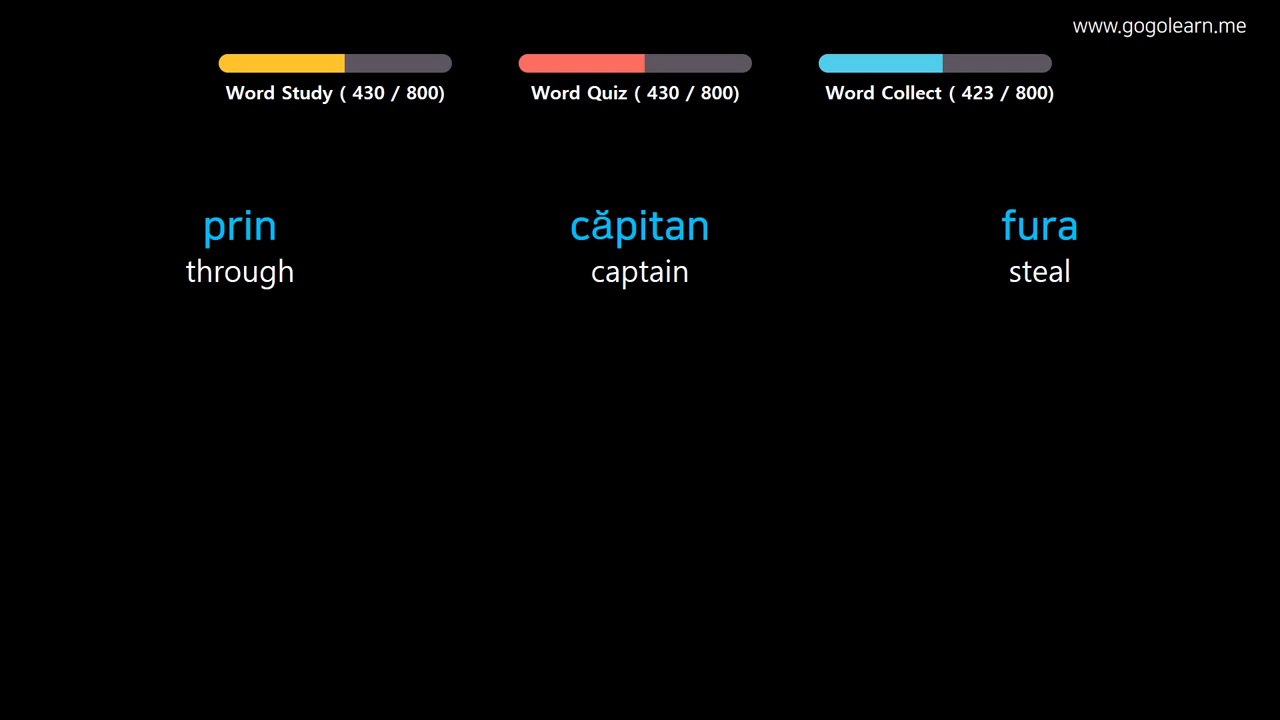 www.gogolearn.me
Word Study ( 430 / 800)
Word Quiz ( 430 / 800)
Word Collect ( 423 / 800)
prin
through
căpitan
captain
fura
steal